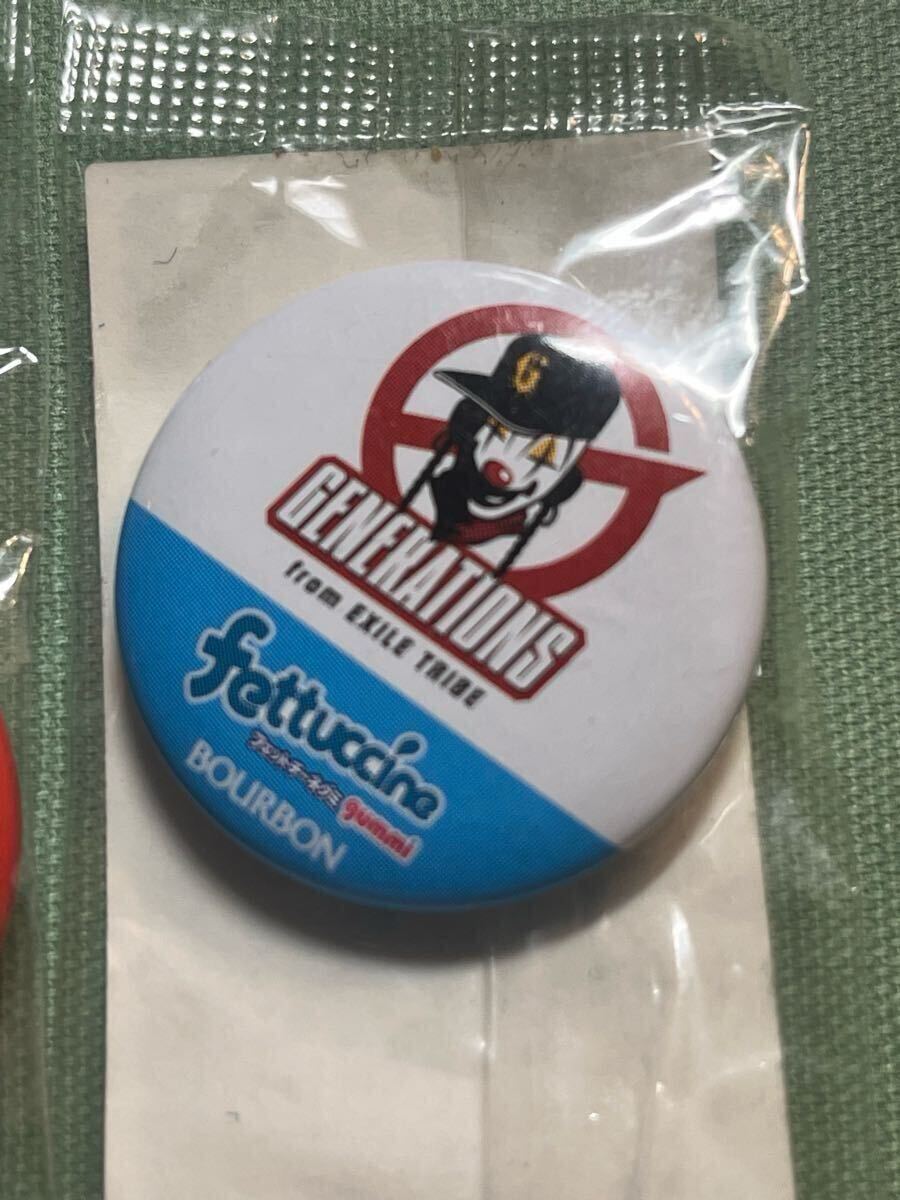 G
GENERATIONS
from EXILE TRIBE
fettuccine
フェットチーネグミ
gummi
BOURBON